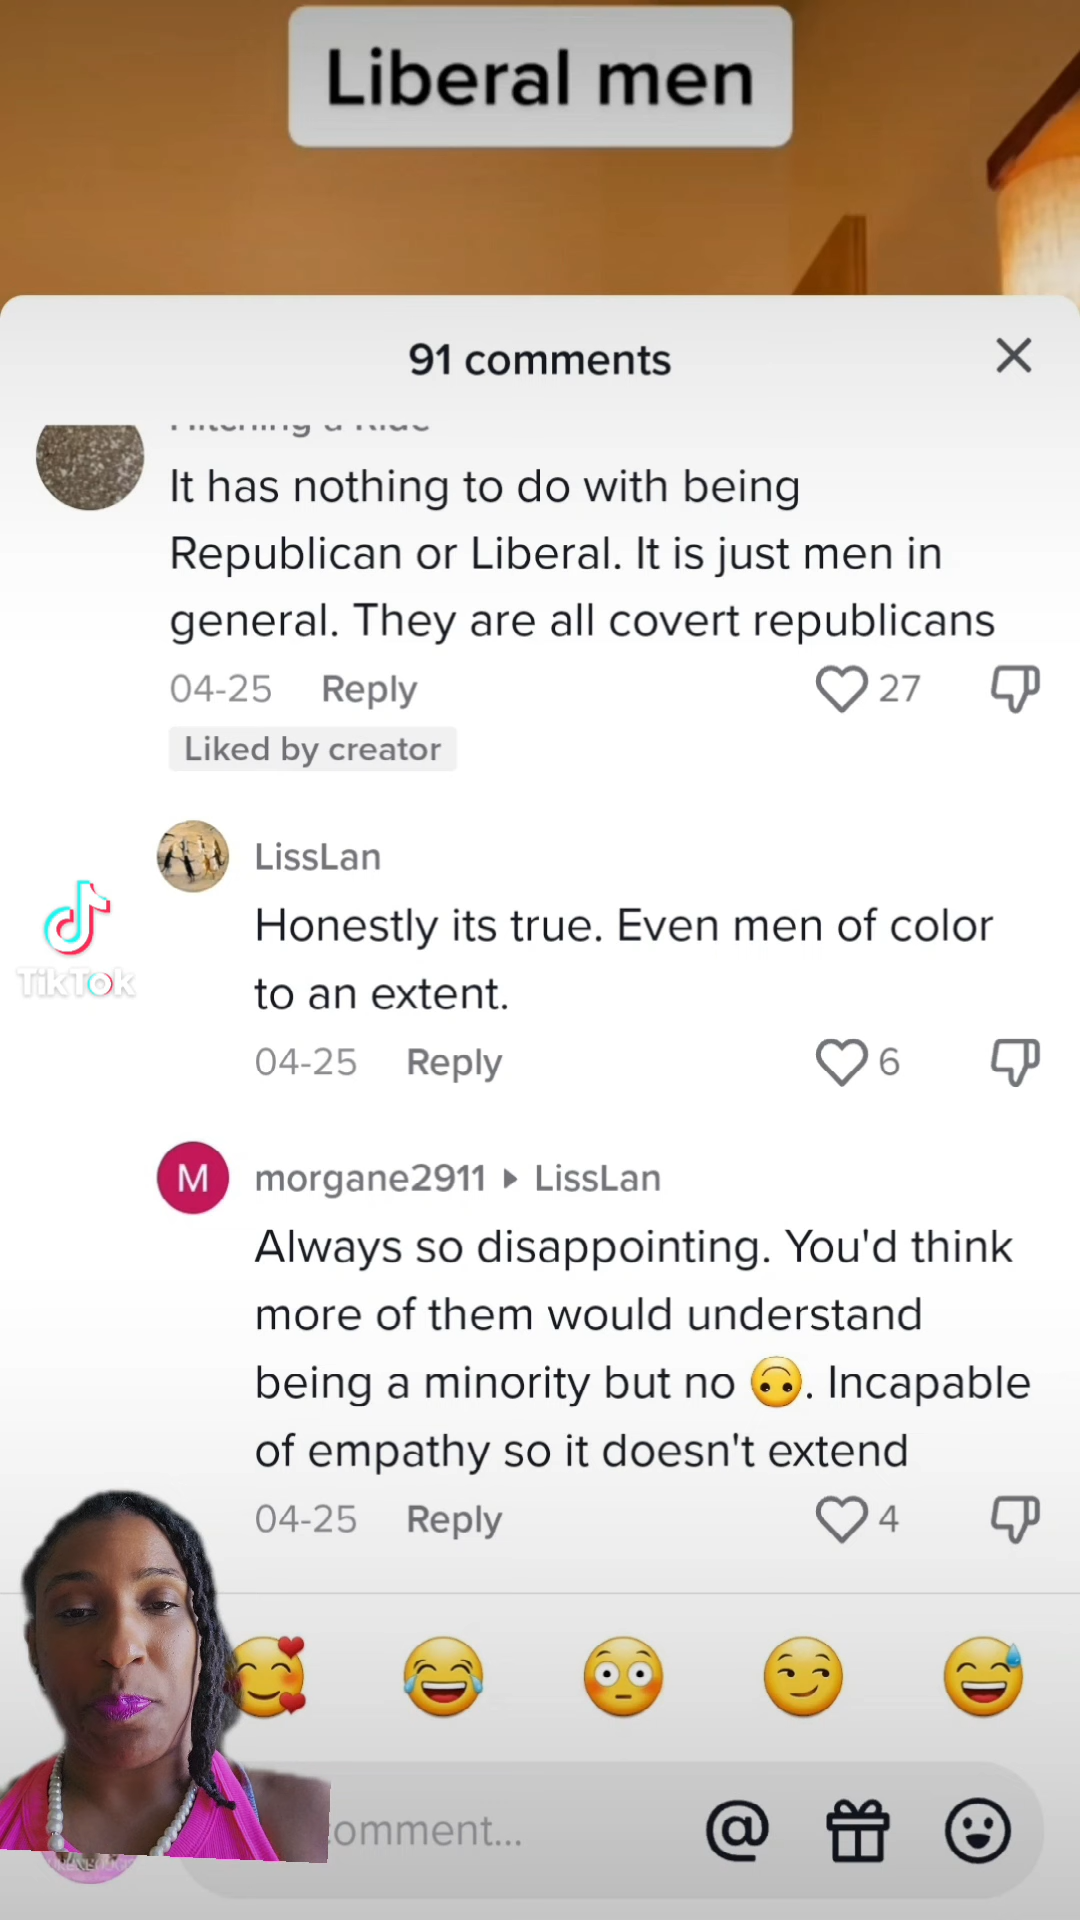 Liberal men
91 comments
It has nothing to do with being
Republican or Liberal. It is just men in
general. They are all covert republicans
04-25 Reply 27
Liked by creator
LissLan
Honestly its true. Even men of color
to an extent.
04-25 Reply 6
TikTok
M morgane2911 LissLan
Always so disappointing. You'd think
more of them would understand
being a minority but no 🙃. Incapable
of empathy so it doesn't extend
04-25 Reply 4
omment...